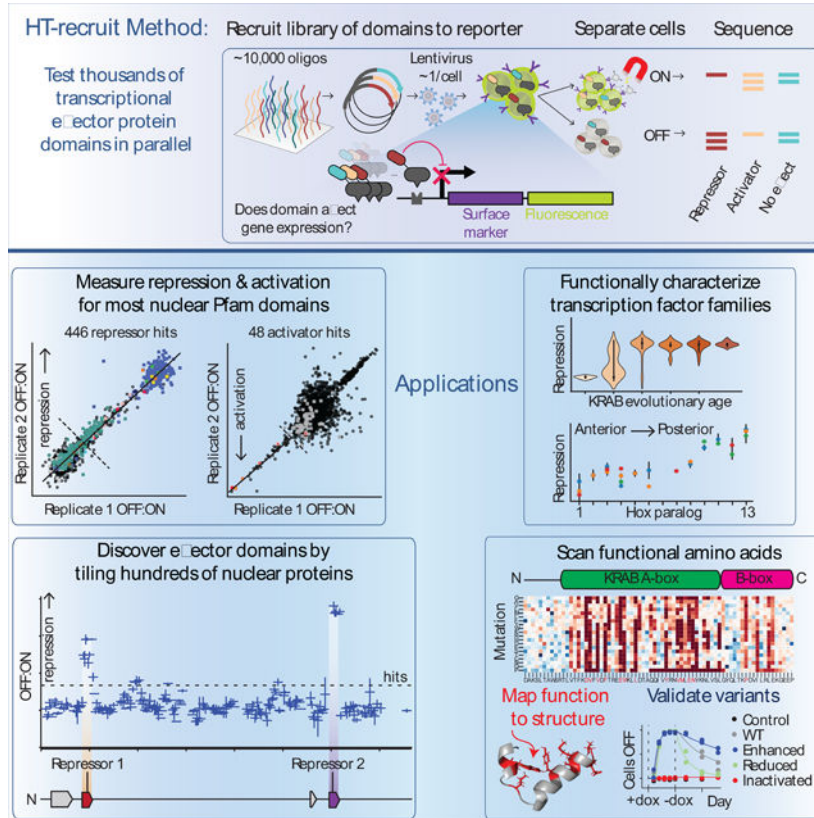 HT-recruit Method:
Test thousands of
transcriptional
e□ector protein
domains in parallel
Recruit library of domains to reporter
Separate cells
Sequence
~10,000 oligos
Lentivirus
~1/cell
ON
OFF
Repressor
Activator
No e□ect
Does domain a□ect
gene expression?
Surface
marker
Fluorescence
Measure repression & activation
for most nuclear Pfam domains
446 repressor hits
Replicate 2 OFF:ON
repression
Replicate 1 OFF:ON
48 activator hits
Replicate 2 OFF:ON
activation
Replicate 1 OFF:ON
Applications
Functionally characterize
transcription factor families
Repression
KRAB evolutionary age
Anterior
Posterior
Repression
1
13
Hox paralog
Discover e□ector domains by
tiling hundreds of nuclear proteins
OFF:ON
repression
hits
Repressor 1
Repressor 2
N
Scan functional amino acids
N
KRAB A-box
B-box
C
Mutation
Map function
to structure
Validate variants
Cells OFF
Control
WT
Enhanced
Reduced
Inactivated
+dox
-dox
Day